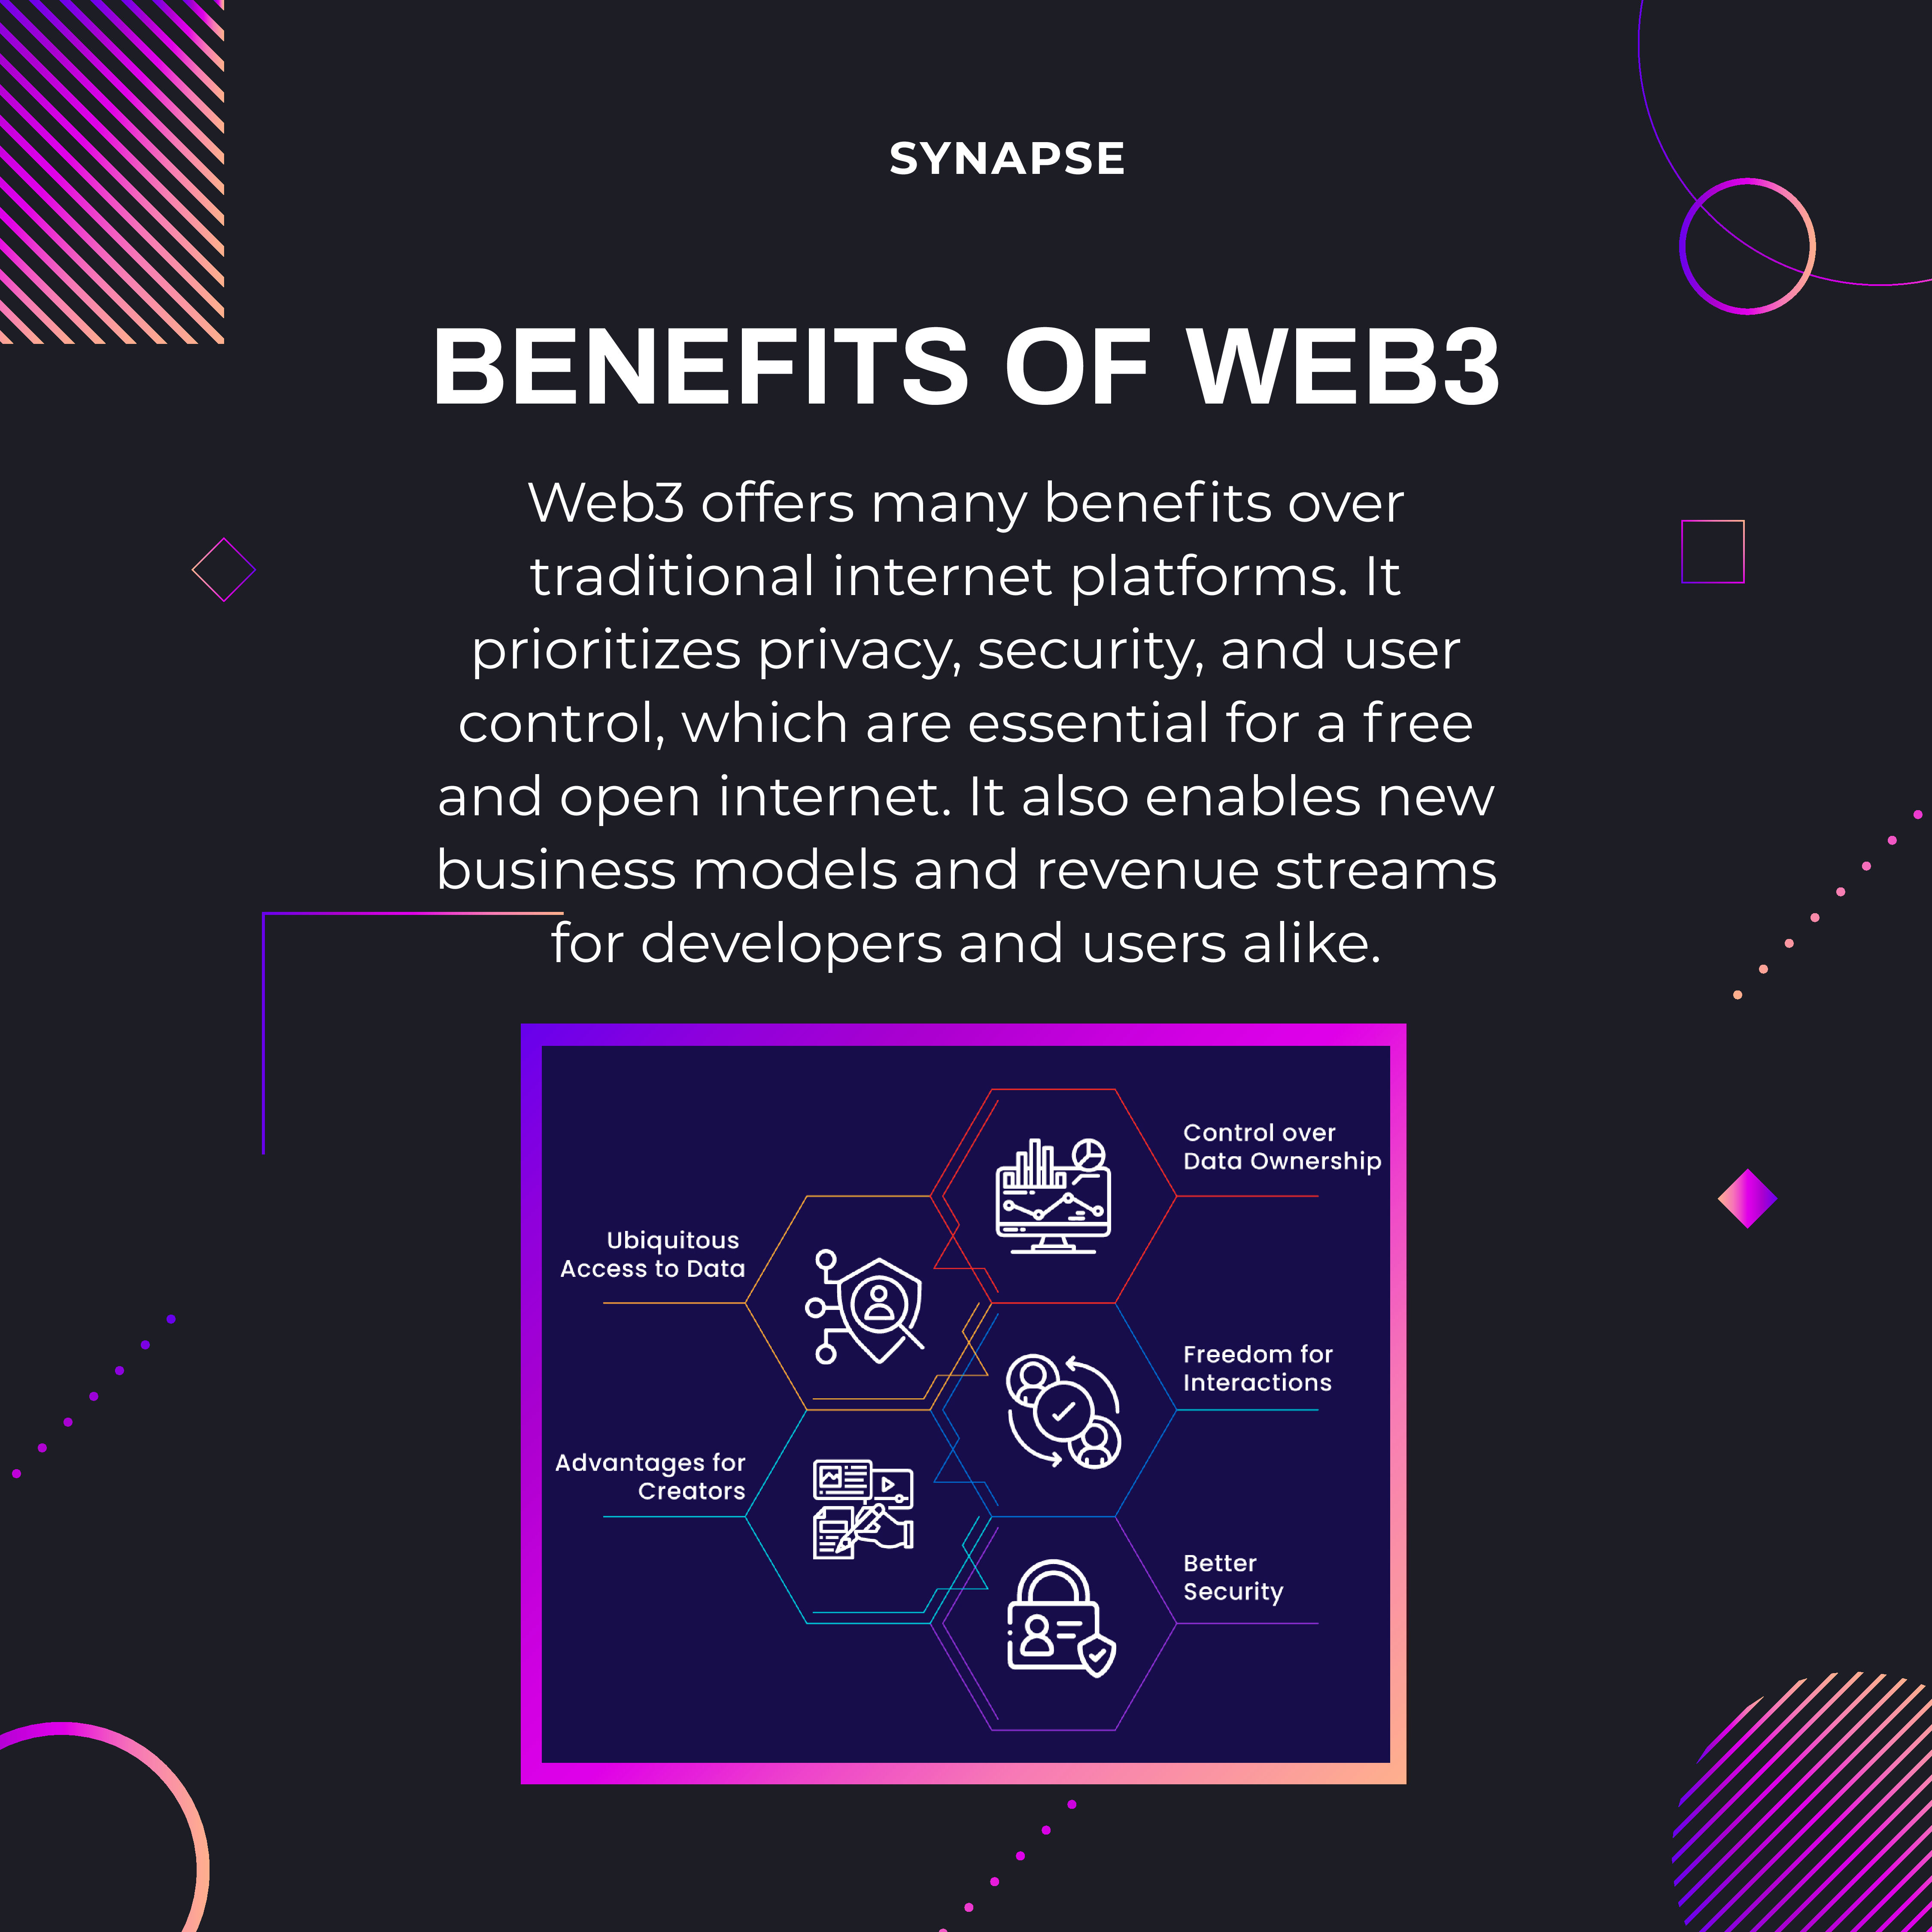 SYNAPSE
BENEFITS OF WEB3
Web3 offers many benefits over
traditional internet platforms. It
prioritizes privacy, security, and user
control, which are essential for a free
and open internet. It also enables new
business models and revenue streams
for developers and users alike.
Control over
Data Ownership
Ubiquitous
Access to Data
Freedom for
Interactions
Advantages for
Creators
Better
Security